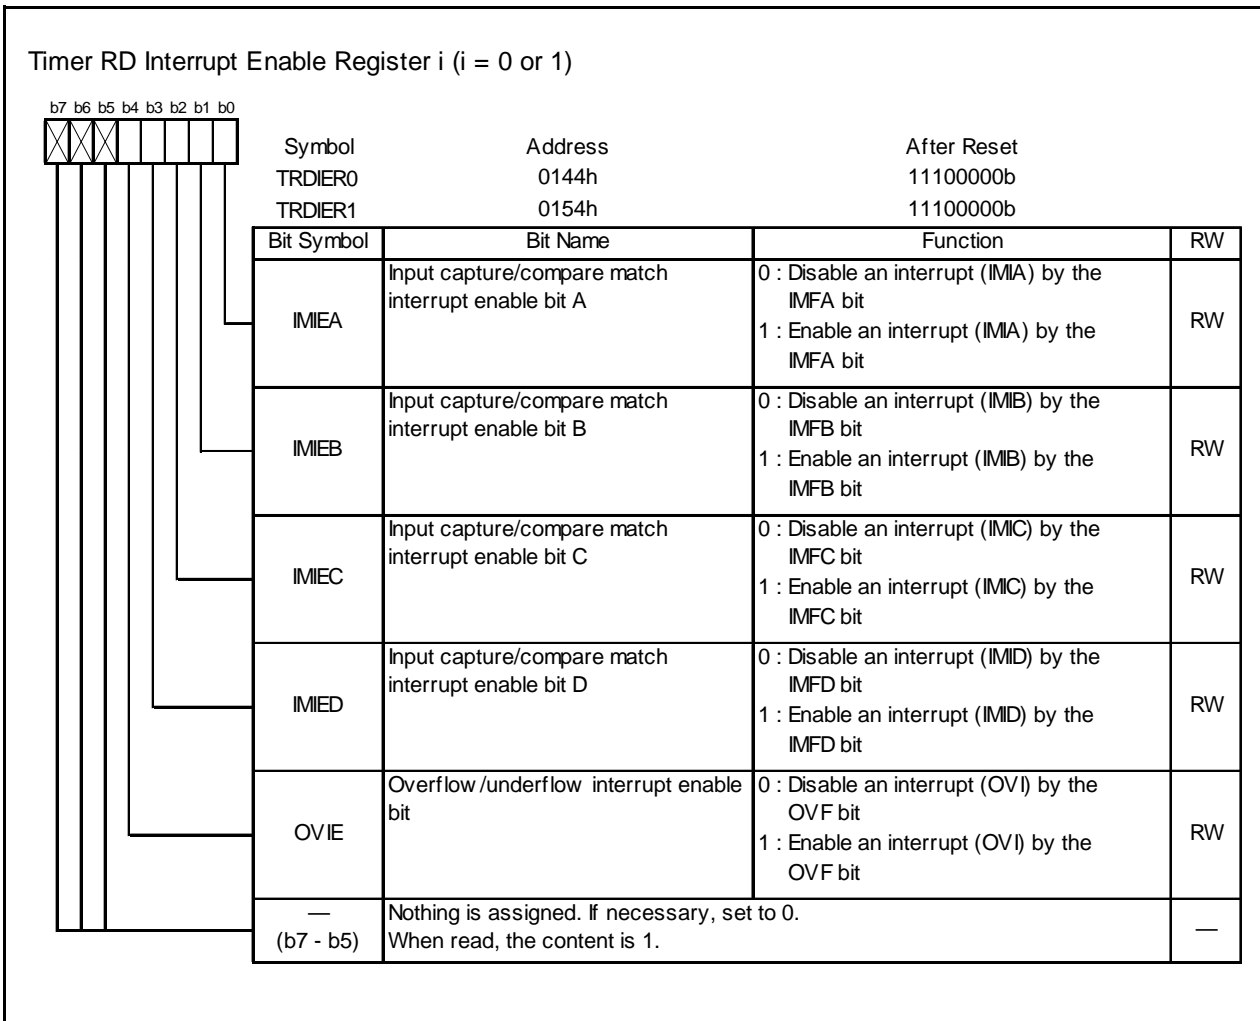 Timer RD Interrupt Enable Register i (i = 0 or 1)
b7 b6 b5 b4 b3 b2 b1 b0
Symbol Address After Reset
TRDIER0 0144h 11100000b
TRDIER1 0154h 11100000b
Bit Symbol Bit Name Function RW
IMIEA
Input capture/compare match
interrupt enable bit A
0 : Disable an interrupt (IMIA) by the
IMFA bit
1 : Enable an interrupt (IMIA) by the
IMFA bit
RW
IMIEB
Input capture/compare match
interrupt enable bit B
0 : Disable an interrupt (IMIB) by the
IMFB bit
1 : Enable an interrupt (IMIB) by the
IMFB bit
RW
IMIEC
Input capture/compare match
interrupt enable bit C
0 : Disable an interrupt (IMIC) by the
IMFC bit
1 : Enable an interrupt (IMIC) by the
IMFC bit
RW
IMIED
Input capture/compare match
interrupt enable bit D
0 : Disable an interrupt (IMID) by the
IMFD bit
1 : Enable an interrupt (IMID) by the
IMFD bit
RW
OVIE
Overflow/underflow interrupt enable
bit
0 : Disable an interrupt (OVI) by the
OVF bit
1 : Enable an interrupt (OVI) by the
OVF bit
RW
—
(b7 - b5)
Nothing is assigned. If necessary, set to 0.
When read, the content is 1.
—